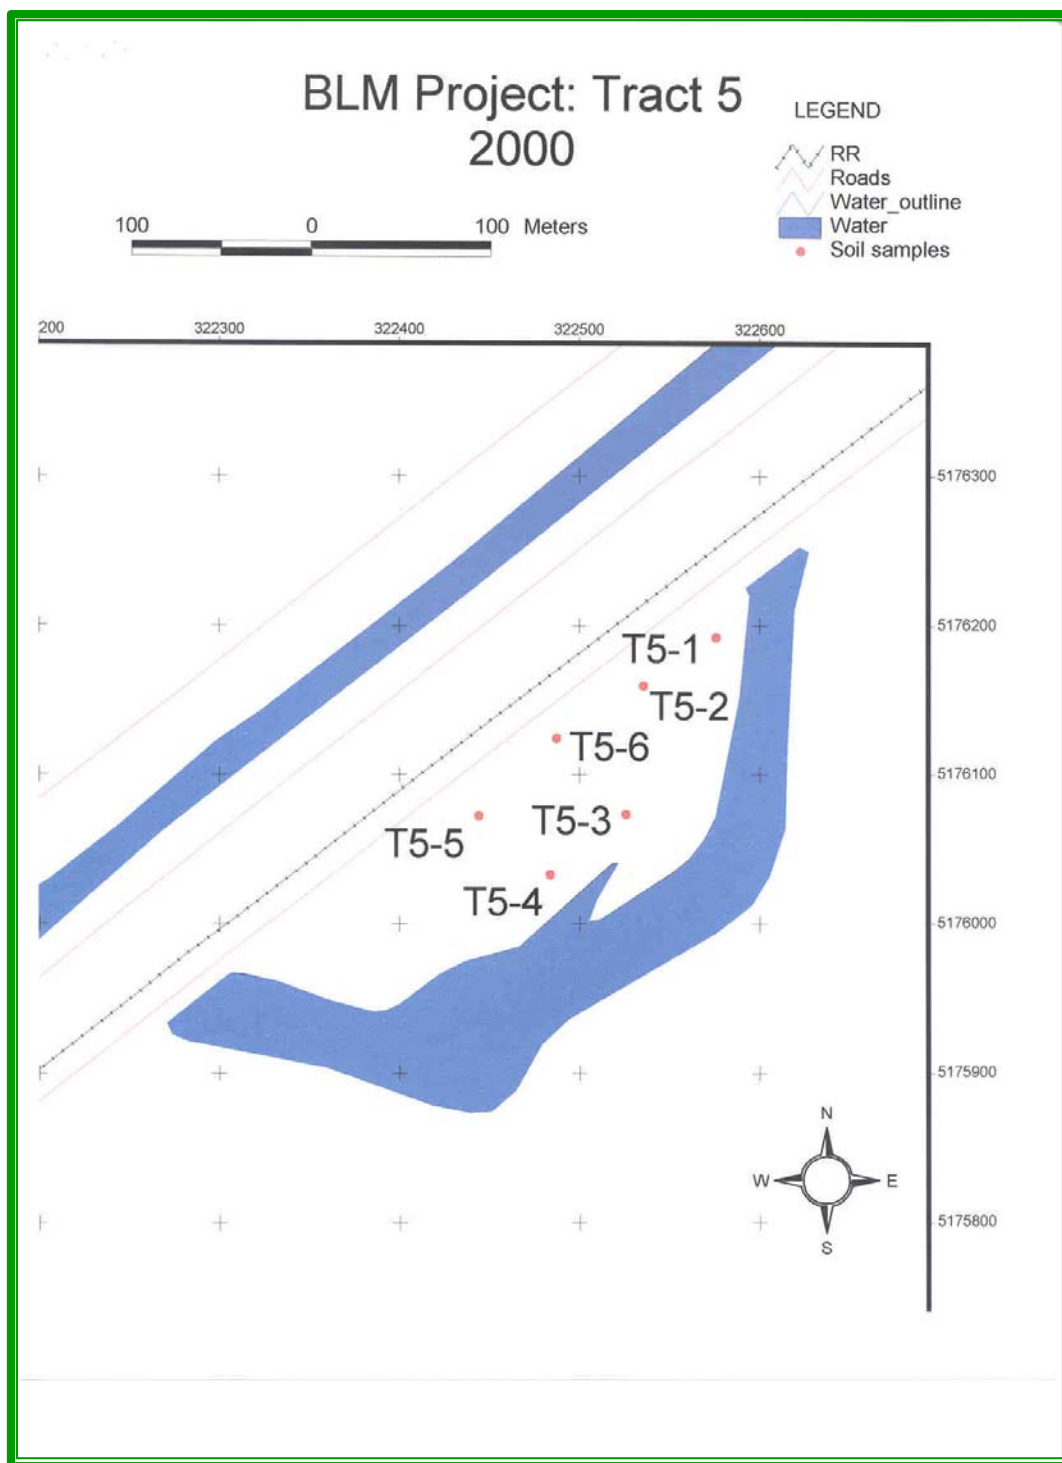 BLM Project: Tract 5
2000
LEGEND
RR
Roads
Water_outline
Water
Soil samples
100 0 100 Meters
200 322300 322400 322500 322600
5176300
5176200
T5-1
T5-2
T5-6
5176100
T5-3
T5-5
T5-4
5176000
5175900
N
W E
S
5175800